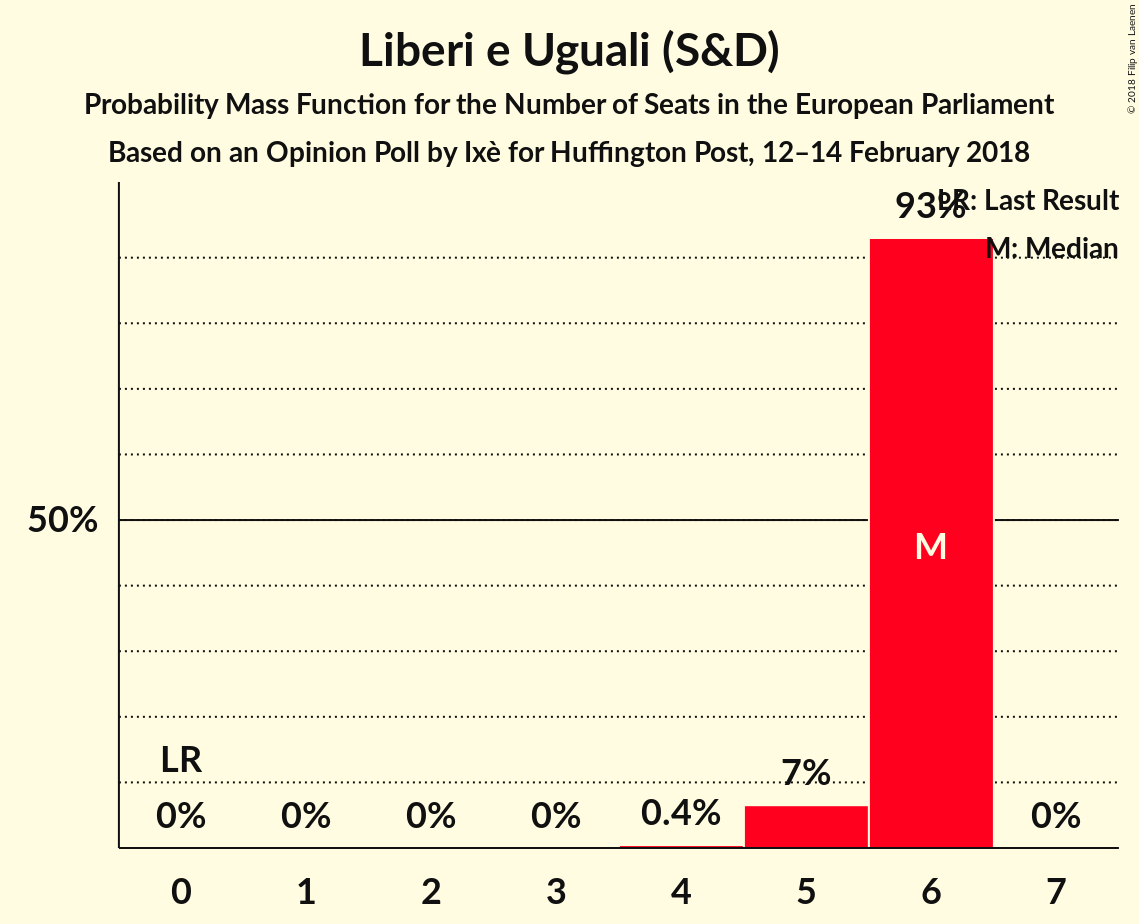 Liberi e Uguali (S&D)
Probability Mass Function for the Number of Seats in the European Parliament
Based on an Opinion Poll by Ixè for Huffington Post, 12–14 February 2018
© 2018 Filip van Laenen
LR: Last Result
M: Median
93%
50%
M
LR
7%
0% 0% 0% 0% 0.4% 0%
0 1 2 3 4 5 6 7